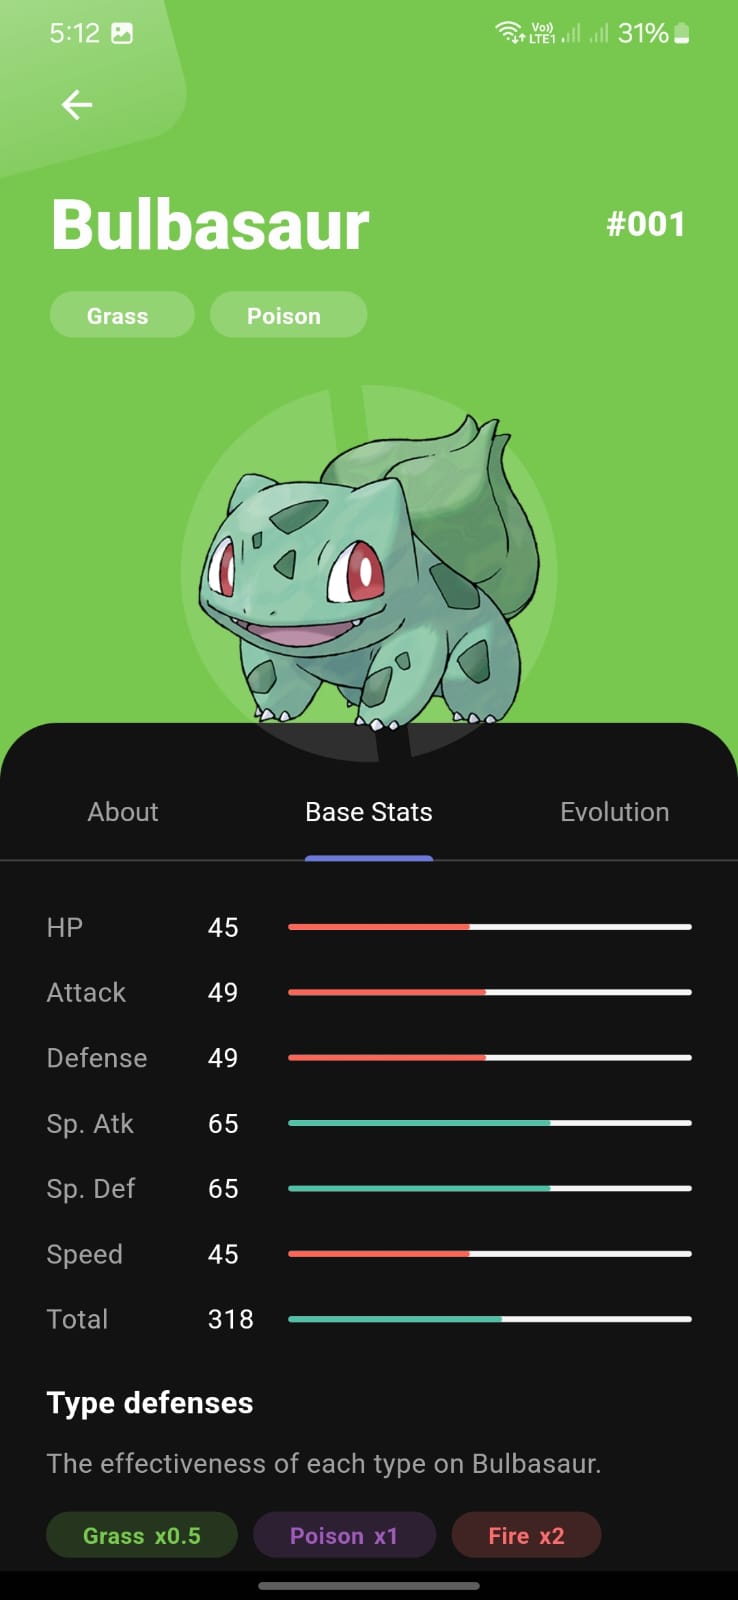 5:12 Vo)) LTE1 31%
Bulbasaur #001
Grass Poison
About Base Stats Evolution
HP 45
Attack 49
Defense 49
Sp. Atk 65
Sp. Def 65
Speed 45
Total 318
Type defenses
The effectiveness of each type on Bulbasaur.
Grass x0.5 Poison x1 Fire x2